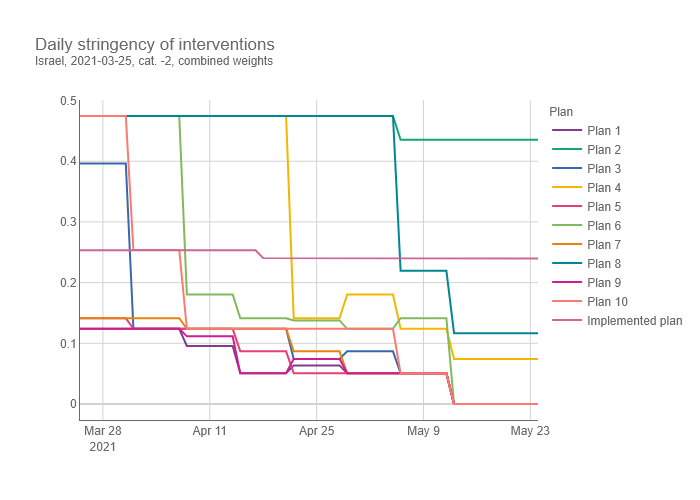 Daily stringency of interventions
Israel, 2021-03-25, cat. -2, combined weights
0.5
0.4
0.3
0.2
0.1
0
Mar 28
2021
Apr 11
Apr 25
May 9
May 23
Plan
Plan 1
Plan 2
Plan 3
Plan 4
Plan 5
Plan 6
Plan 7
Plan 8
Plan 9
Plan 10
Implemented plan